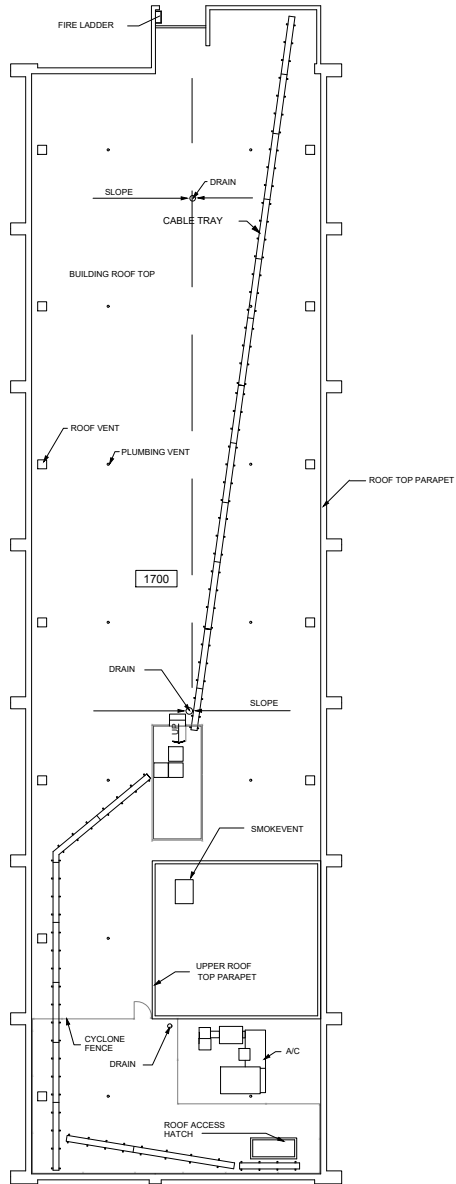 FIRE LADDER
DRAIN
SLOPE
CABLE TRAY
BUILDING ROOF TOP
ROOF VENT
PLUMBING VENT
ROOF TOP PARAPET
1700
DRAIN
SLOPE
UP
SMOKEVENT
UPPER ROOF
TOP PARAPET
CYCLONE
FENCE
DRAIN
A/C
ROOF ACCESS
HATCH